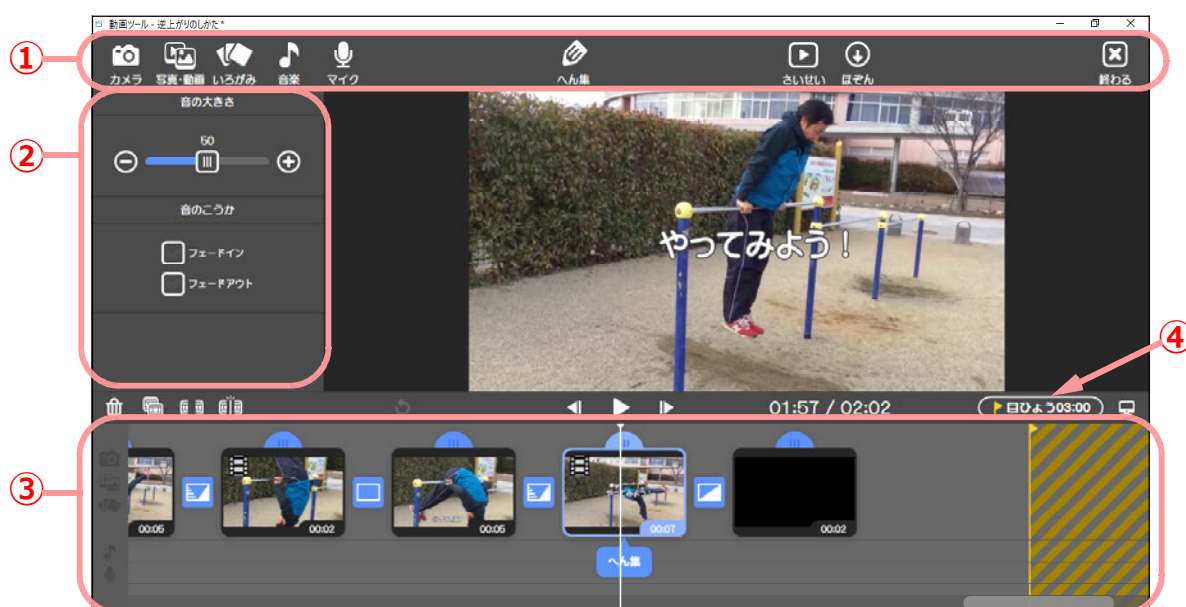 動画ツール - 逆上がりのしかた*
①
カメラ 写真・動画 いろがみ 音楽 マイク へん集 さいせい ほぞん 終わる
②
音の大きさ
50
音のこうか
フェードイン
フェードアウト
やってみよう！
④
01:57 / 02:02 目ひょう03:00
③
00:05 00:02 00:05 00:07 00:02
へん集